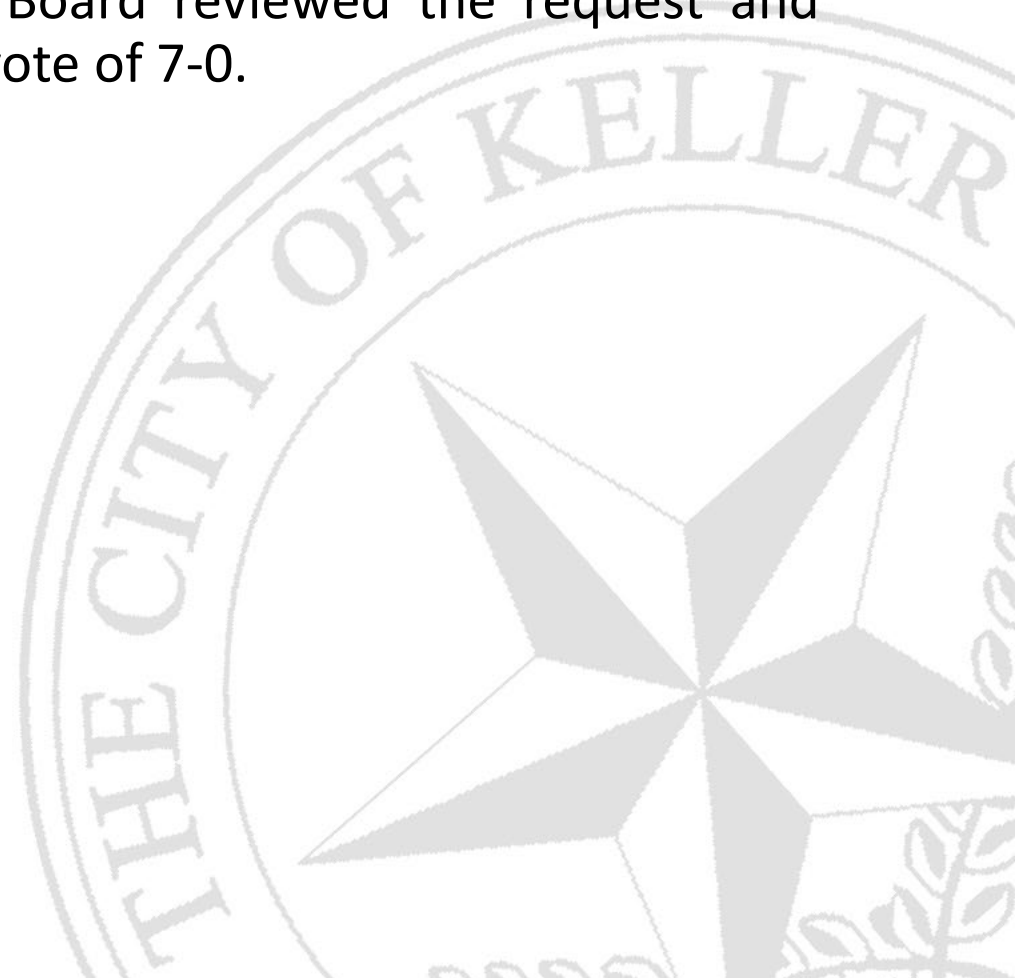 Board reviewed the request and
vote of 7-0.
THE CITY OF KELLER